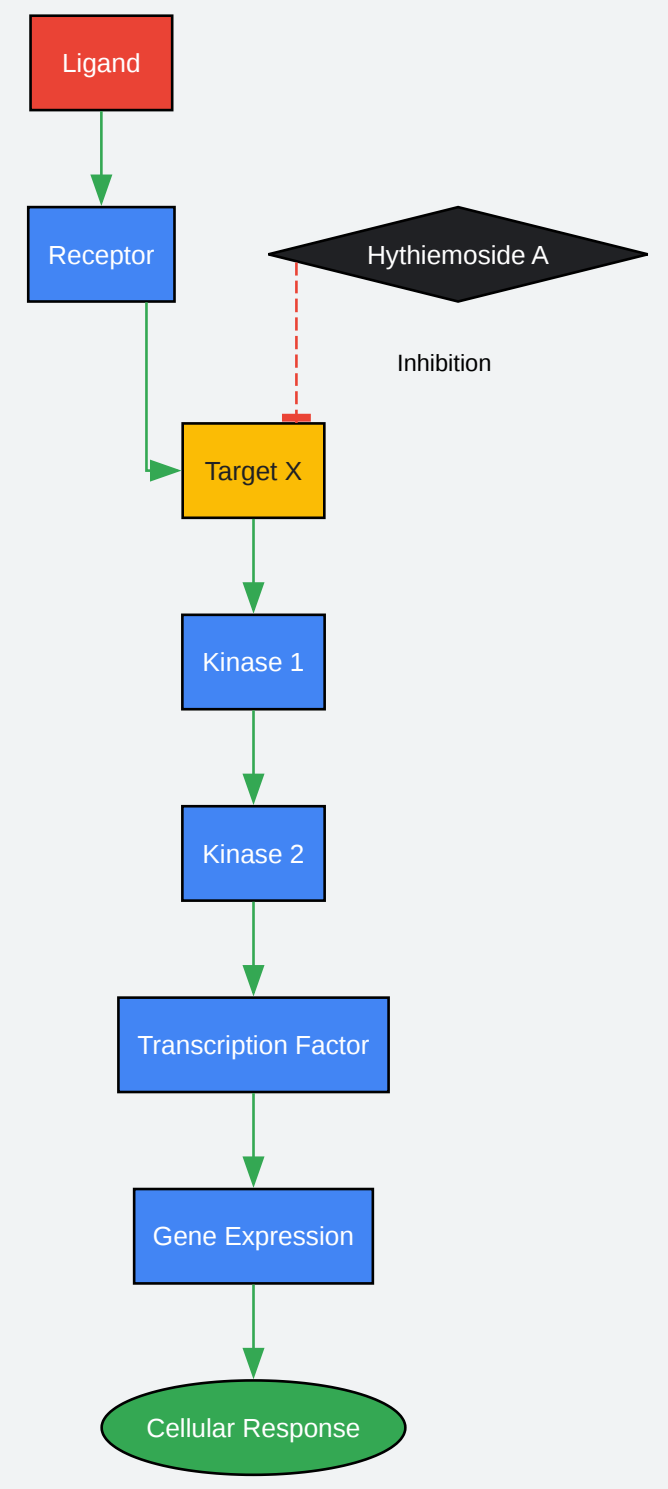 Ligand
Receptor
Hythiemoside A
Inhibition
Target X
Kinase 1
Kinase 2
Transcription Factor
Gene Expression
Cellular Response